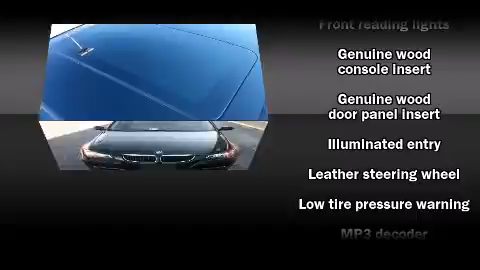 Front reading lights
Genuine wood
console insert
Genuine wood
door panel insert
Illuminated entry
Leather steering wheel
Low tire pressure warning
MP3 decoder